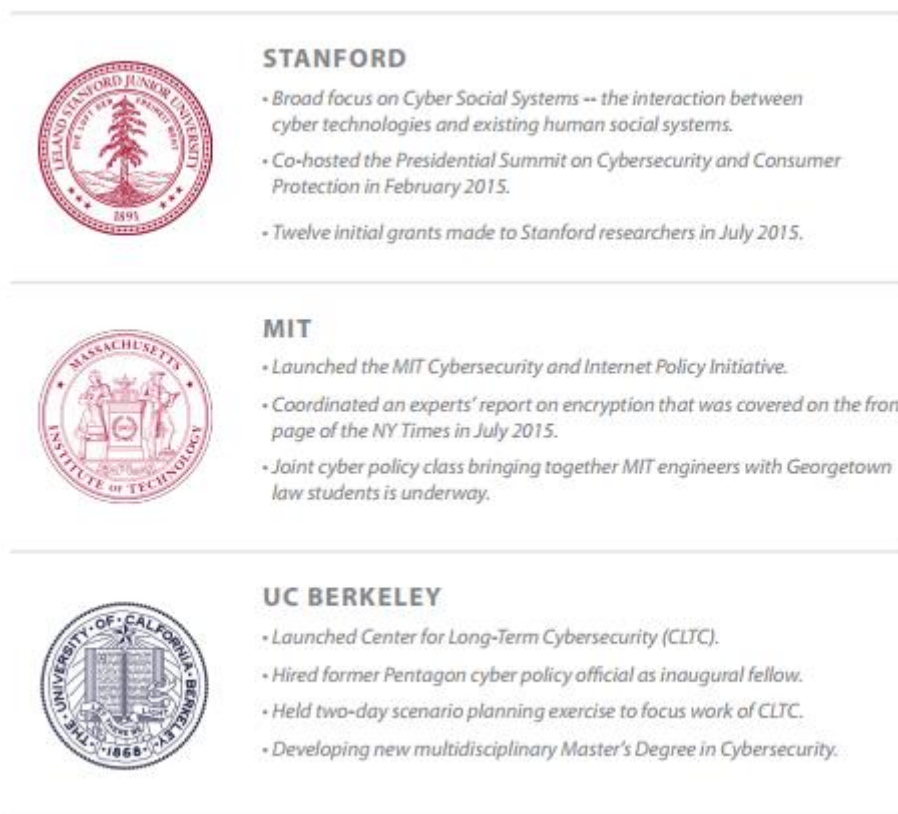 STANFORD
• Broad focus on Cyber Social Systems -- the interaction between
cyber technologies and existing human social systems.
• Co-hosted the Presidential Summit on Cybersecurity and Consumer
Protection in February 2015.
• Twelve initial grants made to Stanford researchers in July 2015.
LELAND STANFORD JUNIOR UNIVERSITY
DIE LUFT DER FREIHEIT WEHT
1891
MIT
• Launched the MIT Cybersecurity and Internet Policy Initiative.
• Coordinated an experts' report on encryption that was covered on the fron
page of the NY Times in July 2015.
• Joint cyber policy class bringing together MIT engineers with Georgetown
law students is underway.
MASSACHUSETTS
INSTITUTE OF TECHNOLOGY
UC BERKELEY
• Launched Center for Long-Term Cybersecurity (CLTC).
• Hired former Pentagon cyber policy official as inaugural fellow.
• Held two-day scenario planning exercise to focus work of CLTC.
• Developing new multidisciplinary Master's Degree in Cybersecurity.
THE · UNIVERSITY · OF · CALIFORNIA · BERKELEY
LET THERE BE LIGHT
· 1868 ·